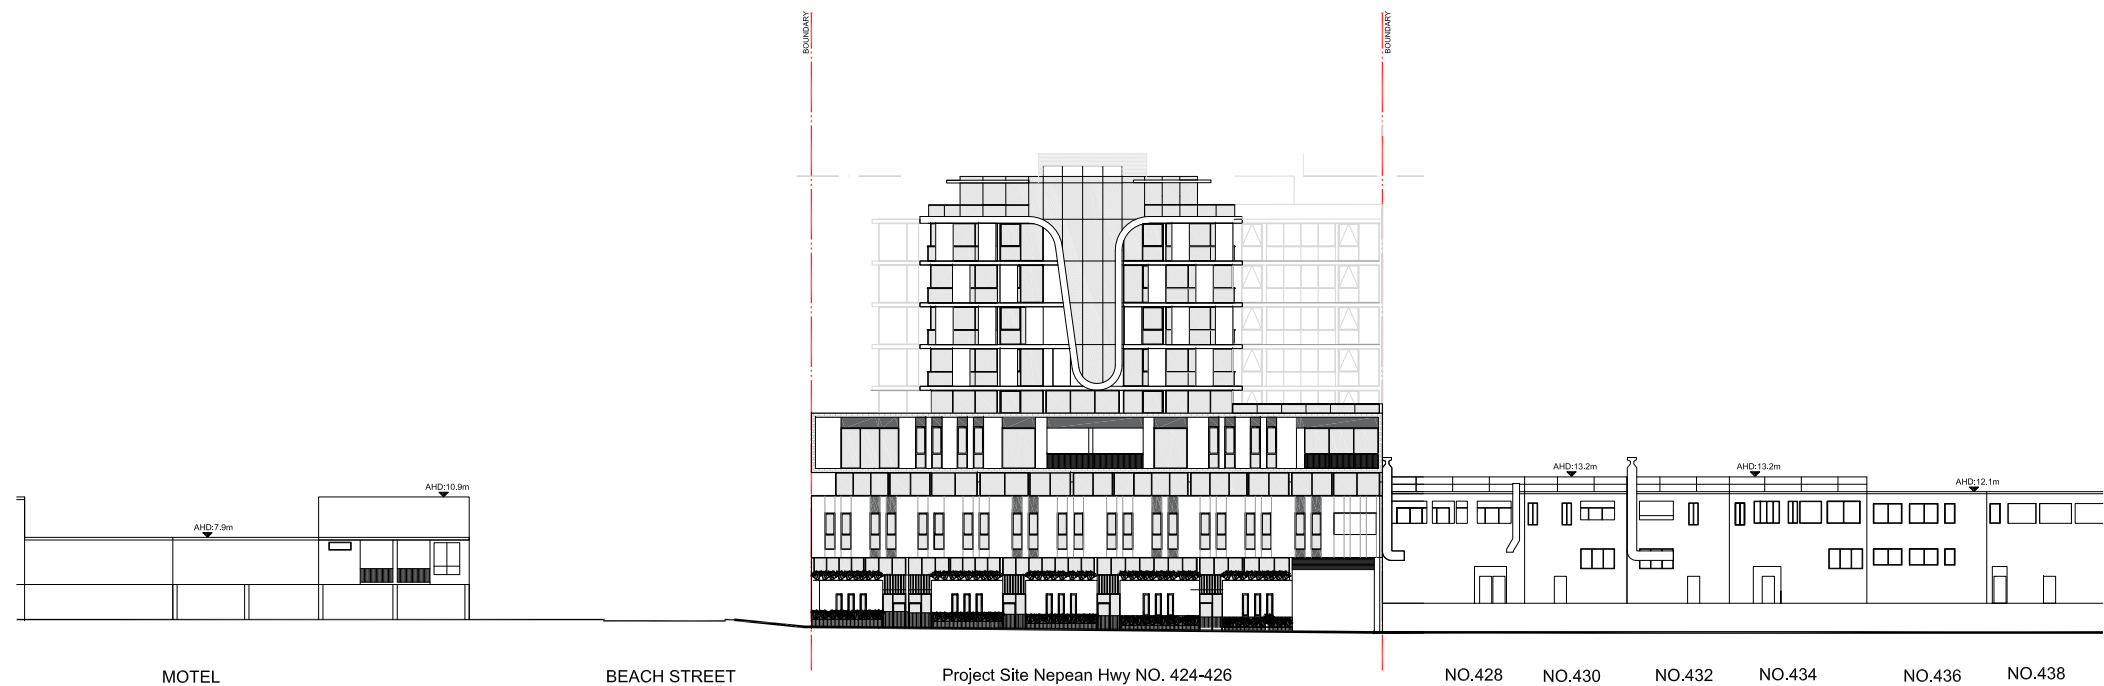 BOUNDARY
BOUNDARY
AHD:10.9m
AHD:7.9m
AHD:13.2m
AHD:13.2m
AHD:12.1m
MOTEL
BEACH STREET
Project Site Nepean Hwy NO. 424-426
NO.428
NO.430
NO.432
NO.434
NO.436
NO.438